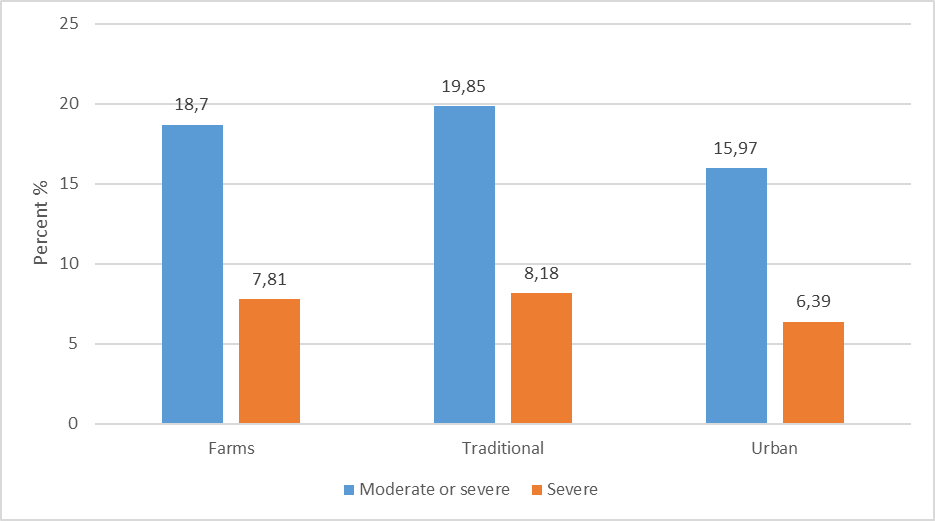 25
20
15
10
5
0
Percent %
18,7
7,81
19,85
8,18
15,97
6,39
Farms
Traditional
Urban
Moderate or severe
Severe